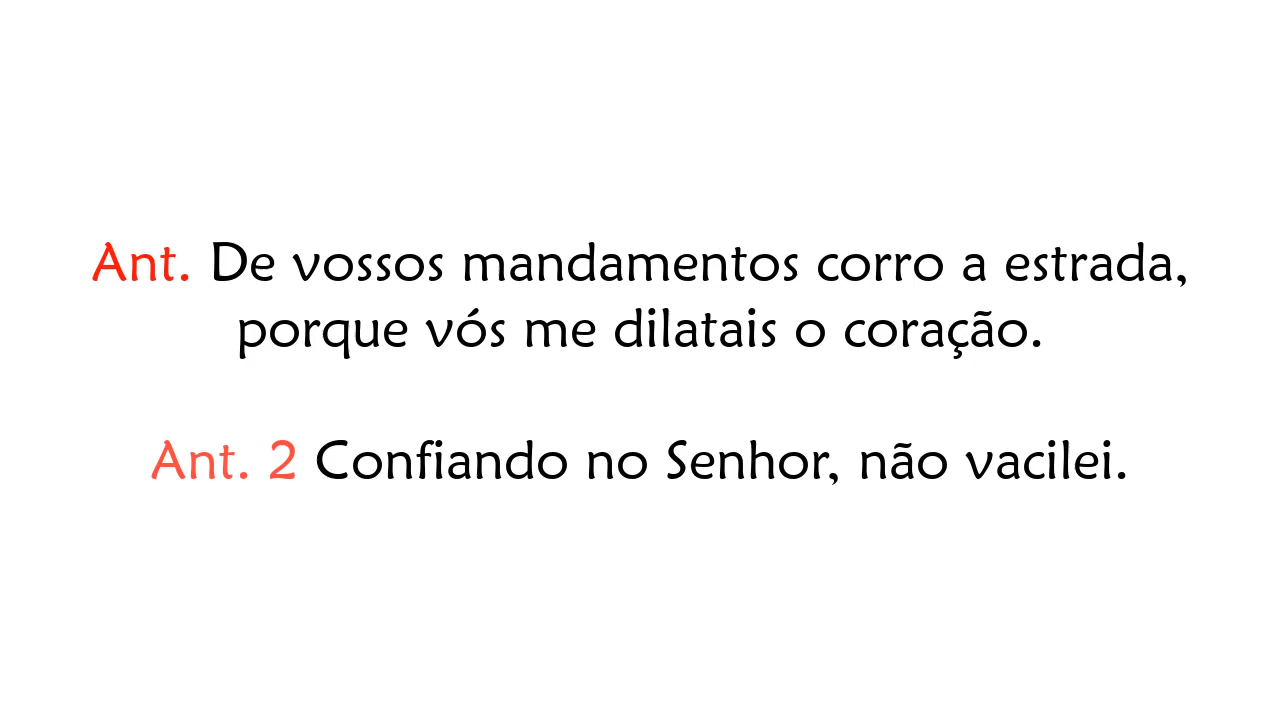 Ant. De vossos mandamentos corro a estrada,
porque vós me dilatais o coração.
Ant. 2 Confiando no Senhor, não vacilei.